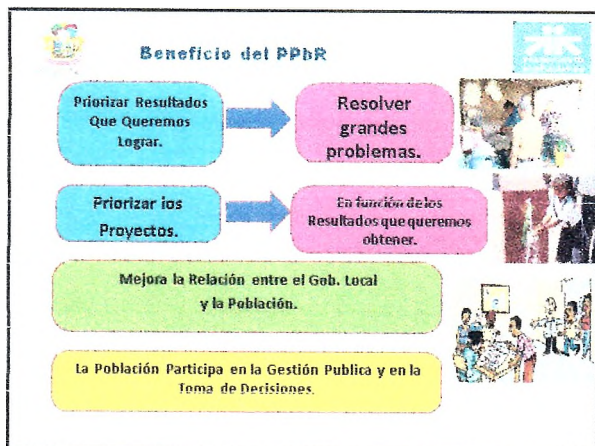 Beneficio del PPbR
Priorizar Resultados
Que Queremos
Lograr.
Resolver
grandes
problemas.
Priorizar los
Proyectos.
En función de los
Resultados que queremos
obtener.
Mejora la Relación entre el Gob. Local
y la Población.
La Población Participa en la Gestión Publica y en la
Toma de Decisiones.